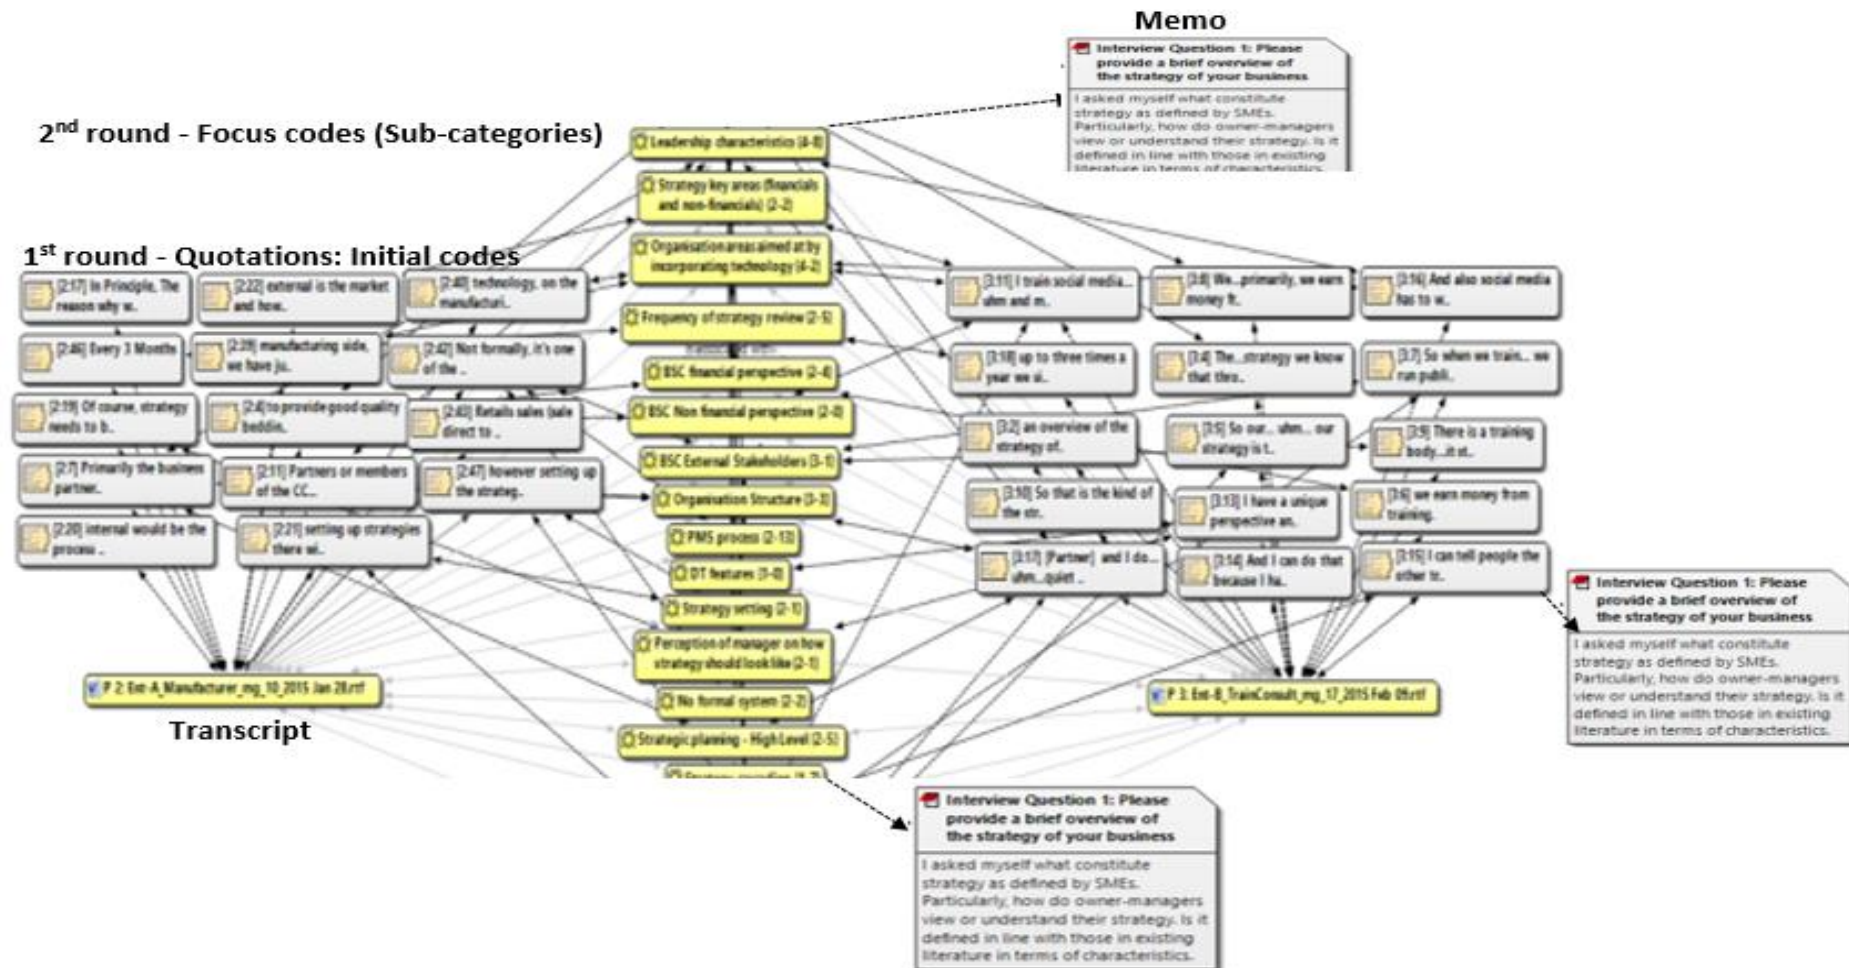 Memo
Interview Question 1: Please
provide a brief overview of
the strategy of your business
I asked myself what constitute
strategy as defined by SMEs.
Particularly, how do owner-managers
view or understand their strategy. Is it
defined in line with those in existing
literature in terms of characteristics.
2nd round - Focus codes (Sub-categories)
1st round - Quotations: Initial codes
[2:17] In Principle, The
reason why w..
[2:22] external is the market
and how..
[2:40] technology, on the
manufacturi..
[2:46] Every 3 Months
[2:39] manufacturing side,
we have ju..
[2:42] Not formally, it's one
of the ..
[2:19] Of course, strategy
needs to b..
[2:4] to provide good quality
beddin..
[2:43] Retails sales (sale
direct to ..
[2:7] Primarily the business
partner..
[2:11] Partners or members
of the CC...
[2:47] however setting up
the strateg..
[2:20] internal would be the
process ..
[2:21] setting up strategies
there wi..
P 2: Ent-A_Manufacturer_mg_10_2015 Jan 28.rtf
Transcript
Leadership characteristics
Strategy key areas (financials
and non-financials) (2-2)
Organisation areas aimed at by
incorporating technology (4-2)
Frequency of strategy review (2-5)
BSC financial perspective (2-4)
BSC Non financial perspective
BSC External Stakeholders (3-1)
Organisation Structure (3-3)
PMS process (2-13)
DT features
Strategy setting (2-1)
Perception of manager on how
strategy should look like (2-1)
No formal system (2-2)
Strategic planning - High Level (2-5)
[3:11] I train social media...
uhm and m..
[3:8] We...primarily, we earn
money fr..
[3:16] And also social media
has to w..
[3:18] up to three times a
year we si..
[3:4] The...strategy we know
that thro..
[3:7] So when we train... we
run publi..
[3:2] an overview of the
strategy of..
[3:5] So our... uhm... our
strategy is t..
[3:9] There is a training
body...it st..
[3:10] So that is the kind of
the str..
[3:13] I have a unique
perspective an..
[3:6] we earn money from
training.
[3:17] [Partner] and I do...
uhm...quiet ..
[3:14] And I can do that
because I ha..
[3:15] I can tell people the
other tr..
P 3: Ent-B_TrainConsult_mg_17_2015 Feb 09.rtf
Interview Question 1: Please
provide a brief overview of
the strategy of your business
I asked myself what constitute
strategy as defined by SMEs.
Particularly, how do owner-managers
view or understand their strategy. Is it
defined in line with those in existing
literature in terms of characteristics.
Interview Question 1: Please
provide a brief overview of
the strategy of your business
I asked myself what constitute
strategy as defined by SMEs.
Particularly, how do owner-managers
view or understand their strategy. Is it
defined in line with those in existing
literature in terms of characteristics.